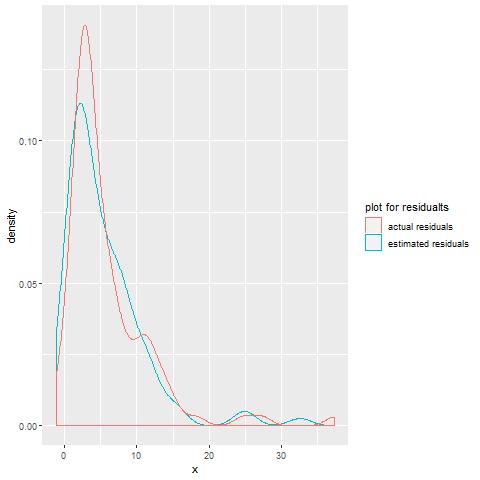 density
0.10
0.05
0.00
0
10
20
30
x
plot for residualts
actual residuals
estimated residuals